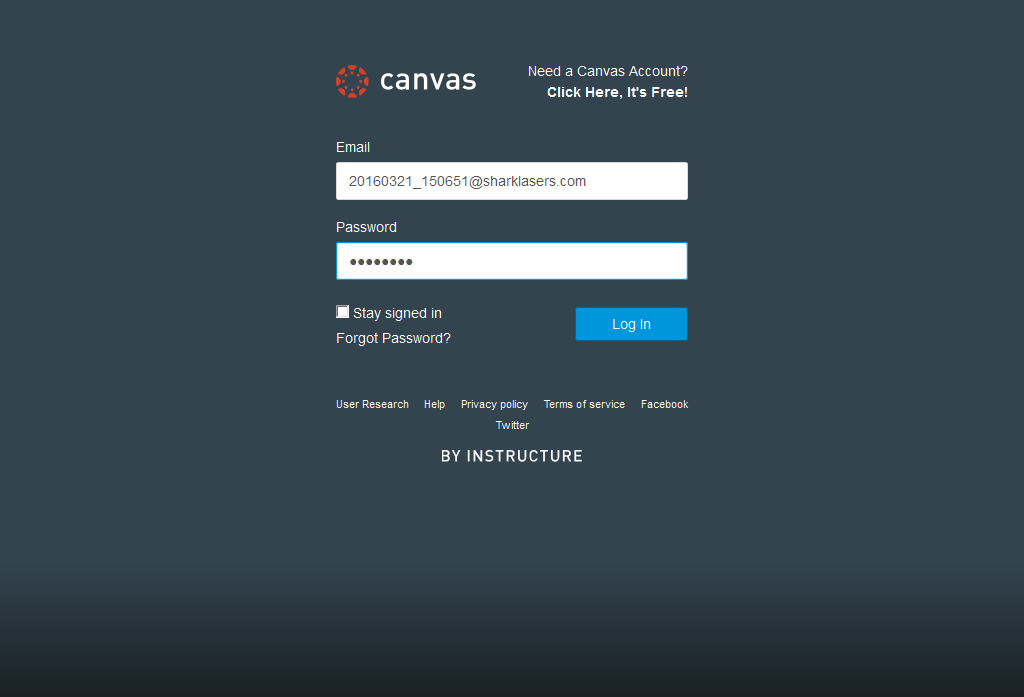 canvas
Need a Canvas Account?
Click Here, It's Free!
Email
20160321_150651@sharklasers.com
Password
••••••••
Stay signed in
Log In
Forgot Password?
User Research Help Privacy policy Terms of service Facebook
Twitter
BY INSTRUCTURE